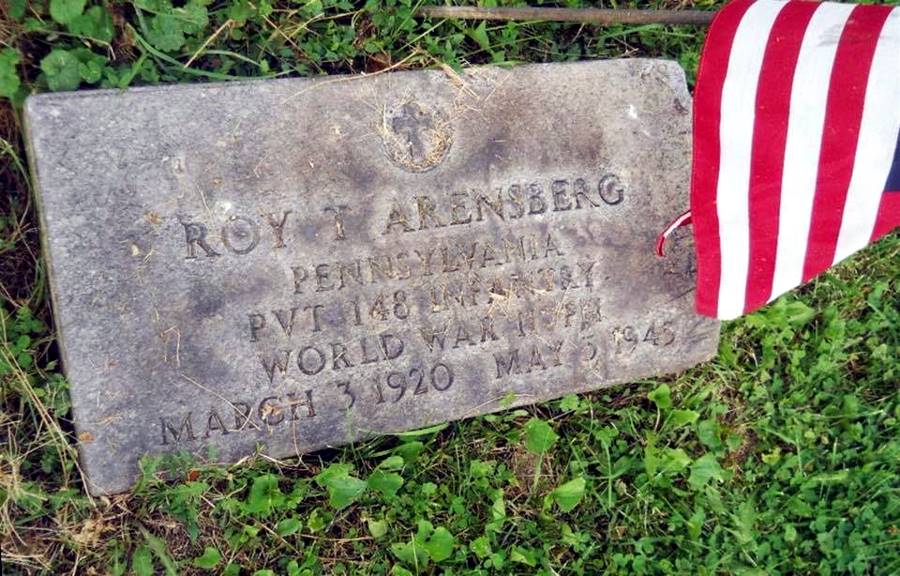 ROY T ARENSBERG
PENNSYLVANIA
PVT 148 INFANTRY
WORLD WAR II PH
MARCH 3 1920 MAY 5 1945